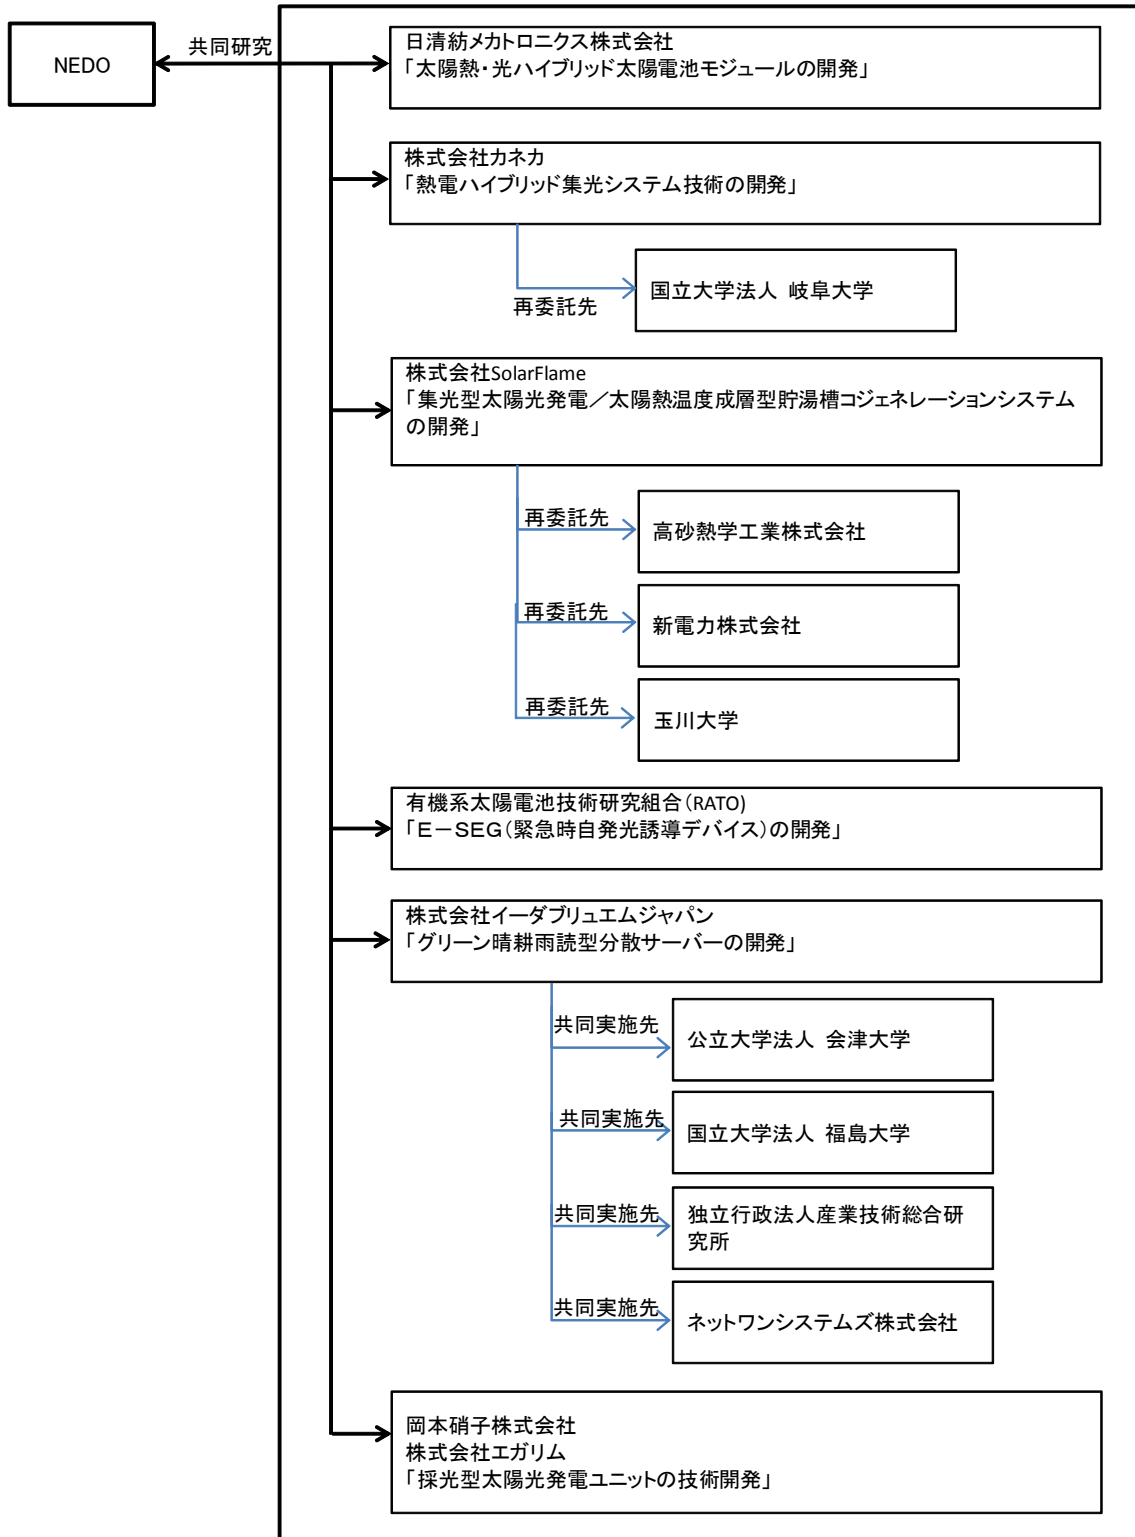 NEDO
共同研究
日清紡メカトロニクス株式会社
「太陽熱・光ハイブリッド太陽電池モジュールの開発」
株式会社カネカ
「熱電ハイブリッド集光システム技術の開発」
再委託先
国立大学法人 岐阜大学
株式会社SolarFlame
「集光型太陽光発電／太陽熱温度成層型貯湯槽コジェネレーションシステム
の開発」
再委託先
高砂熱学工業株式会社
再委託先
新電力株式会社
再委託先
玉川大学
有機系太陽電池技術研究組合（RATO)
「E－SEG（緊急時自発光誘導デバイス）の開発」
株式会社イーダブリュエムジャパン
「グリーン晴耕雨読型分散サーバーの開発」
共同実施先
公立大学法人 会津大学
共同実施先
国立大学法人 福島大学
共同実施先
独立行政法人産業技術総合研
究所
共同実施先
ネットワンシステムズ株式会社
岡本硝子株式会社
株式会社エガリム
「採光型太陽光発電ユニットの技術開発」